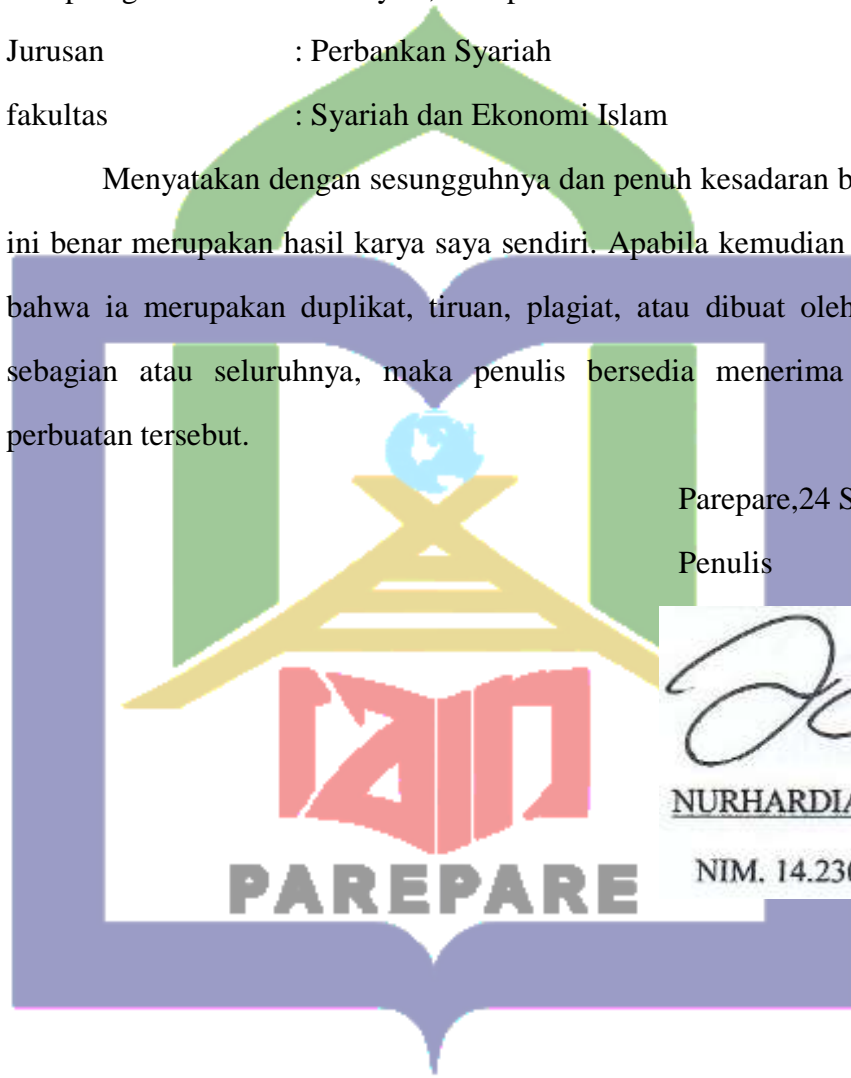 Jurusan : Perbankan Syariah
fakultas : Syariah dan Ekonomi Islam
Menyatakan dengan sesungguhnya dan penuh kesadaran b
ini benar merupakan hasil karya saya sendiri. Apabila kemudian
bahwa ia merupakan duplikat, tiruan, plagiat, atau dibuat oleh
sebagian atau seluruhnya, maka penulis bersedia menerima
perbuatan tersebut.
Parepare,24 S
Penulis
NURHARDIA
NIM. 14.230
iain
PAREPARE